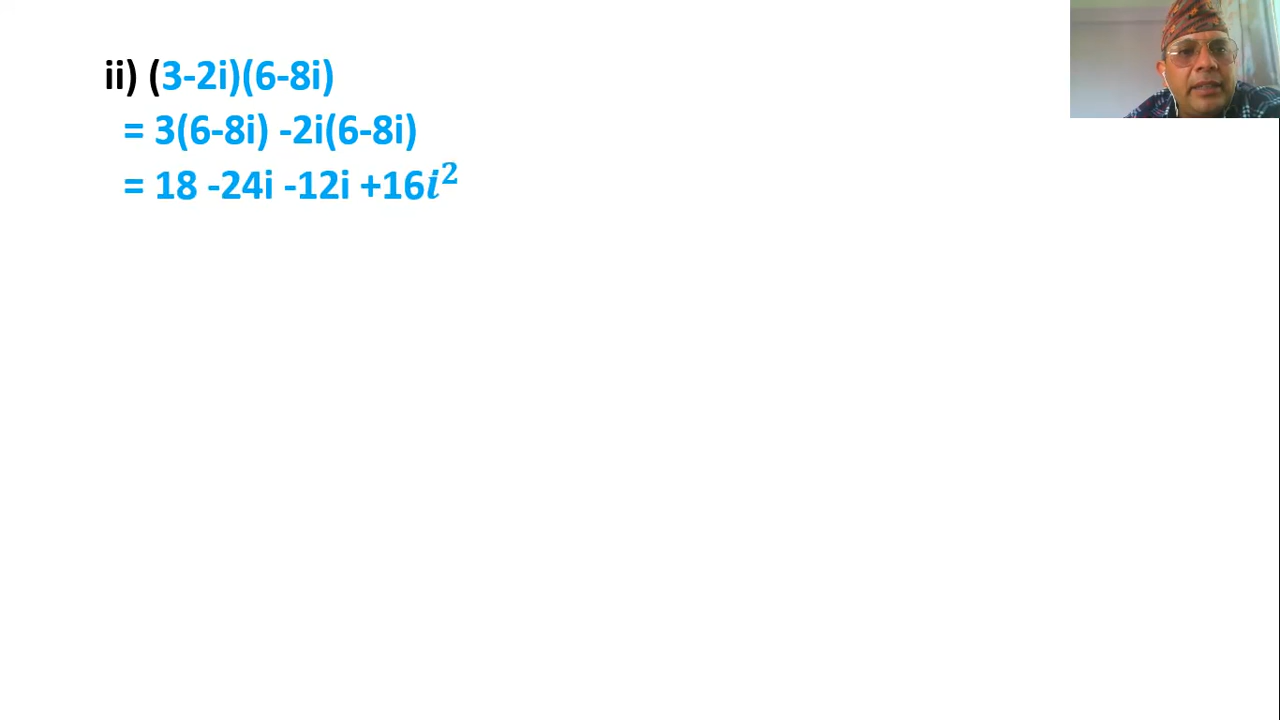 ii) (3-2i)(6-8i)
= 3(6-8i) -2i(6-8i)
= 18 -24i -12i +16i²